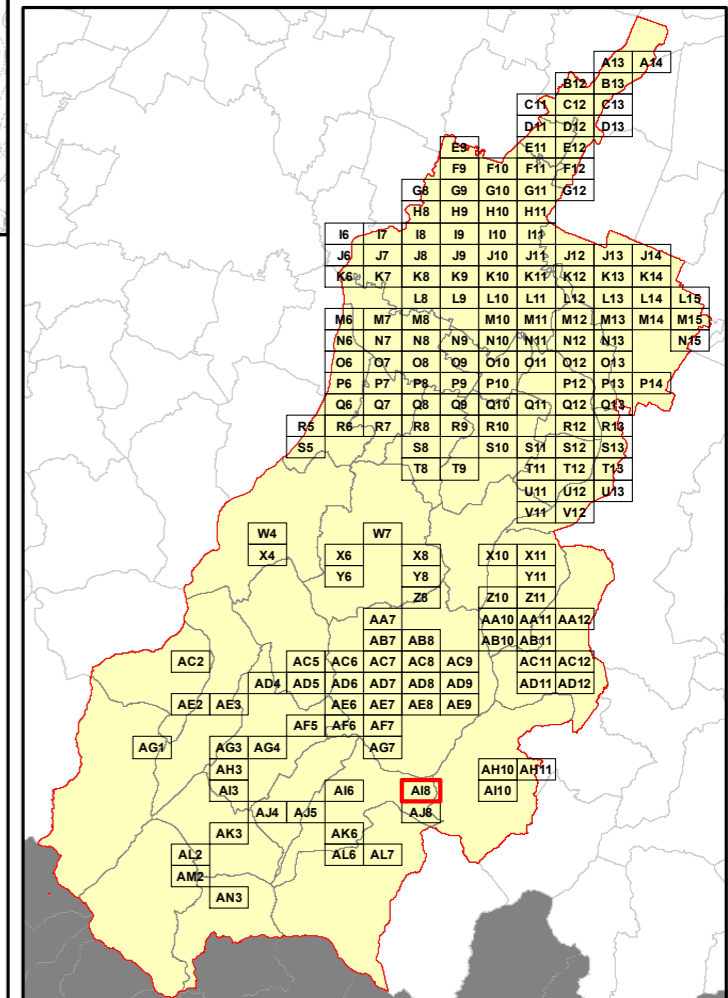 A13 A14
B12 B13
C11 C12 C13
D11 D12 D13
E9 E11 E12
F9 F10 F11 F12
G8 G9 G10 G11 G12
H8 H9 H10 H11
I6 I7 I8 I9 I10 I11
J6 J7 J8 J9 J10 J11 J12 J13 J14
K6 K7 K8 K9 K10 K11 K12 K13 K14
L8 L9 L10 L11 L12 L13 L14 L15
M6 M7 M8 M10 M11 M12 M13 M14 M15
N6 N7 N8 N9 N10 N11 N12 N13 N15
O6 O7 O8 O9 O10 O11 O12 O13
P6 P7 P8 P9 P10 P12 P13 P14
Q6 Q7 Q8 Q9 Q10 Q11 Q12 Q13
R5 R6 R7 R8 R9 R10 R12 R13
S5 S8 S10 S11 S12 S13
T8 T9 T11 T12 T13
U11 U12 U13
V11 V12
W4 W7
X4 X6 X8 X10 X11
Y6 Y8 Y11
Z8 Z10 Z11
AA7 AA10 AA11 AA12
AB7 AB8 AB10 AB11
AC2 AC5 AC6 AC7 AC8 AC9 AC11 AC12
AD4 AD5 AD6 AD7 AD8 AD9 AD11 AD12
AE2 AE3 AE6 AE7 AE8 AE9
AF5 AF6 AF7
AG1 AG3 AG4 AG7
AH3 AH10 AH11
AI3 AI6 AI8 AI10
AJ4 AJ5 AJ8
AK3 AK6
AL2 AL6 AL7
AM2
AN3